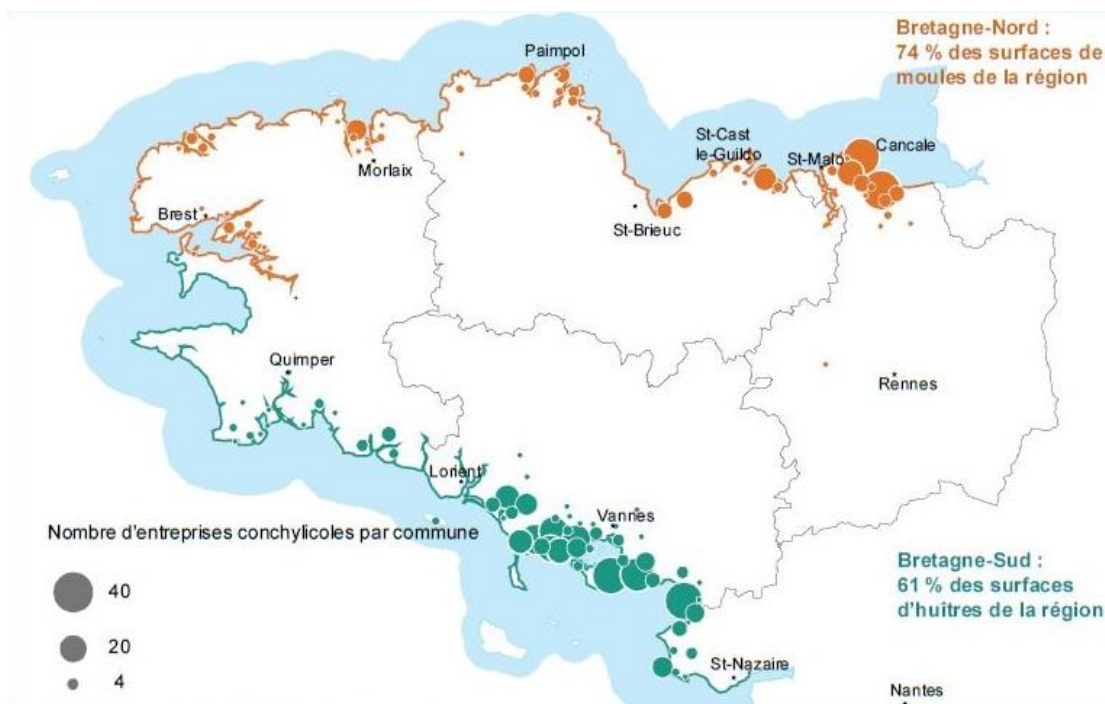 Bretagne-Nord :
74 % des surfaces de
moules de la région
Paimpol
St-Cast
le-Guildo
St-Malo
Cancale
Morlaix
Brest
St-Brieuc
Quimper
Rennes
Lorient
Vannes
Nombre d'entreprises conchylicoles par commune
40
20
4
Bretagne-Sud :
61 % des surfaces
d'huîtres de la région
St-Nazaire
Nantes